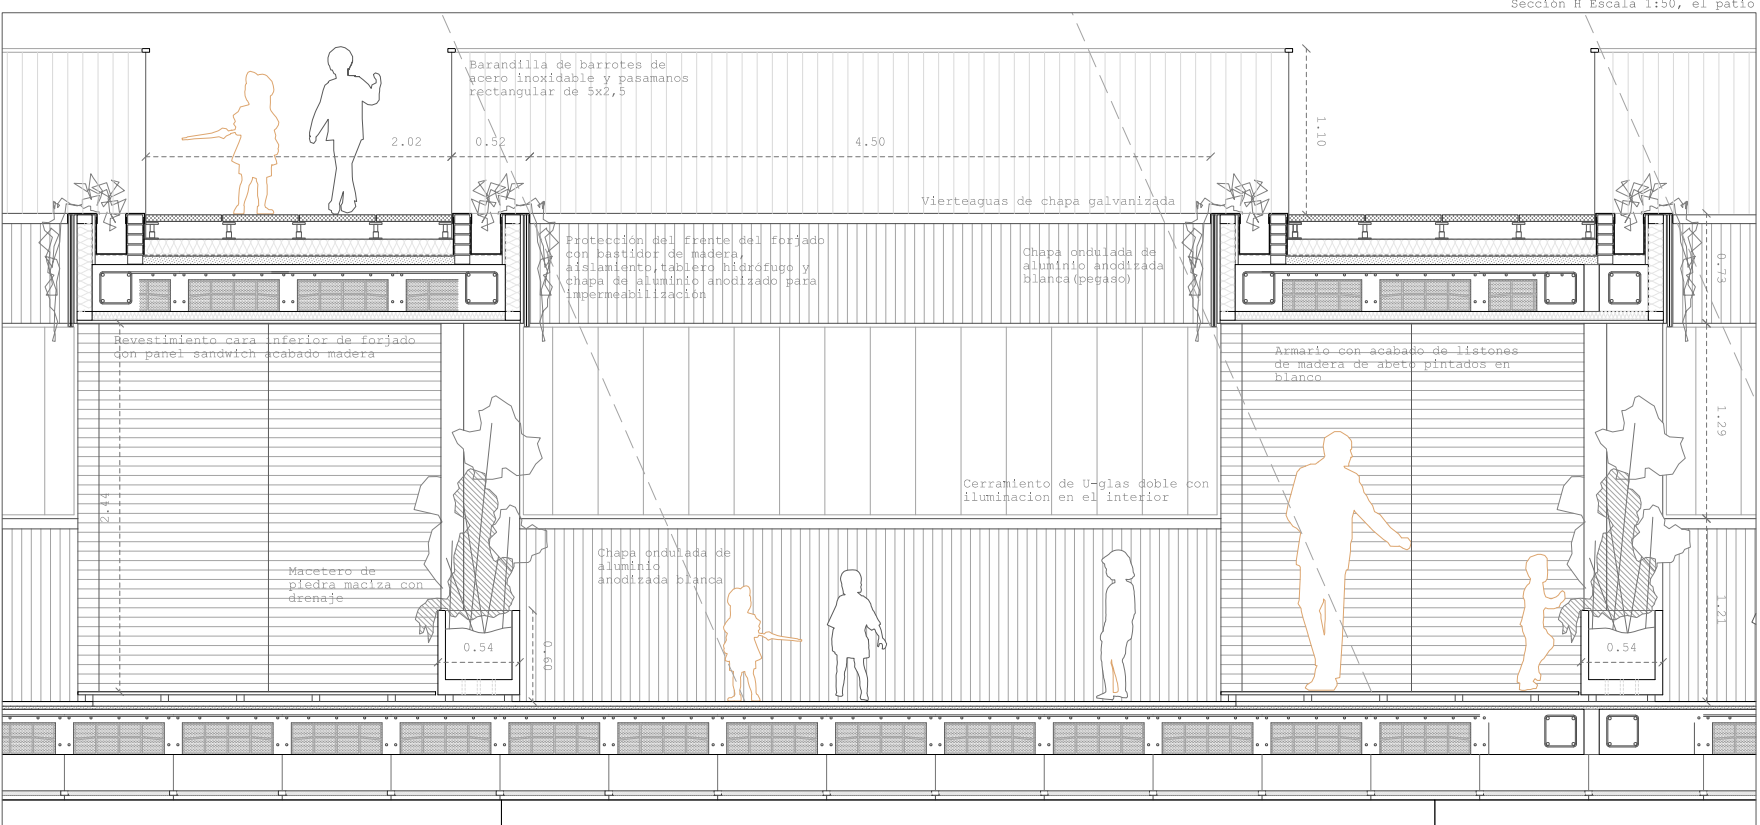 Sección H Escala 1:50, el patio
Barandilla de barrotes de
acero inoxidable y pasamanos
rectangular de 5x2,5
2.02
0.52
4.50
1.10
Vierteaguas de chapa galvanizada
Protección del frente del forjado
con bastidor de madera,
aislamiento,tablero hidrófugo y
chapa de aluminio anodizado para
impermeabilización
Chapa ondulada de
aluminio anodizada
blanca(pegaso)
0.73
Revestimiento cara inferior de forjado
con panel sandwich acabado madera
Armario con acabado de listones
de madera de abeto pintados en
blanco
1.29
2.44
Cerramiento de U-glas doble con
iluminacion en el interior
Chapa ondulada de
aluminio
anodizada blanca
Macetero de
piedra maciza con
drenaje
0.54
0.60
0.54
1.21